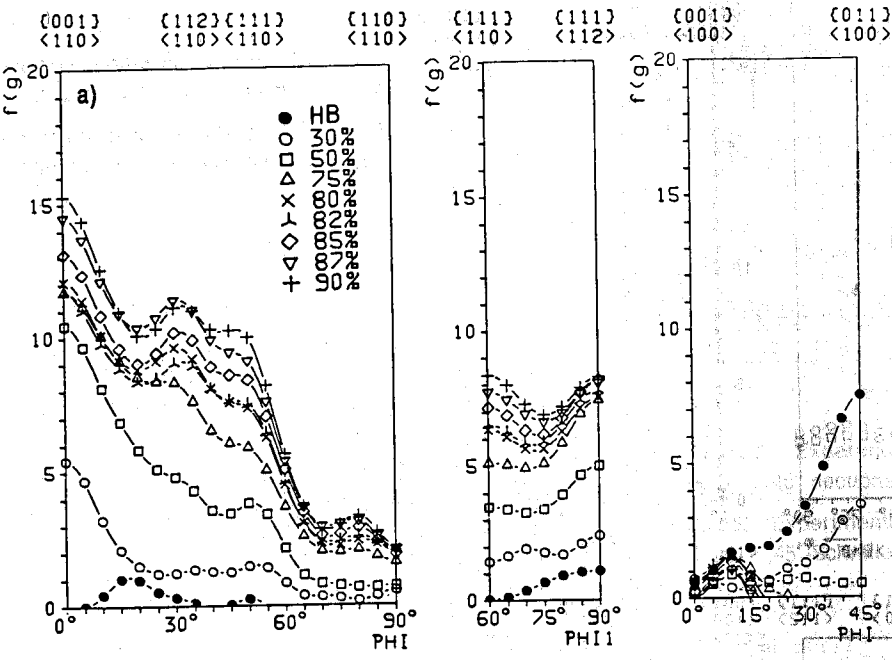 {001} {112} {111} {110} {111} {111} {001} {011}
<110> <110> <110> <110> <110> <112> <100> <100>
20 20 20
f(g) f(g) f(g)
a)
HB
30%
50%
75%
80%
82%
85%
87%
90%
15 15 15
10 10 10
5 5 5
0 0 0
0° 30° 60° 90° 60° 75° 90° 0 15° 30° 45°
PHI PHI1 PHI